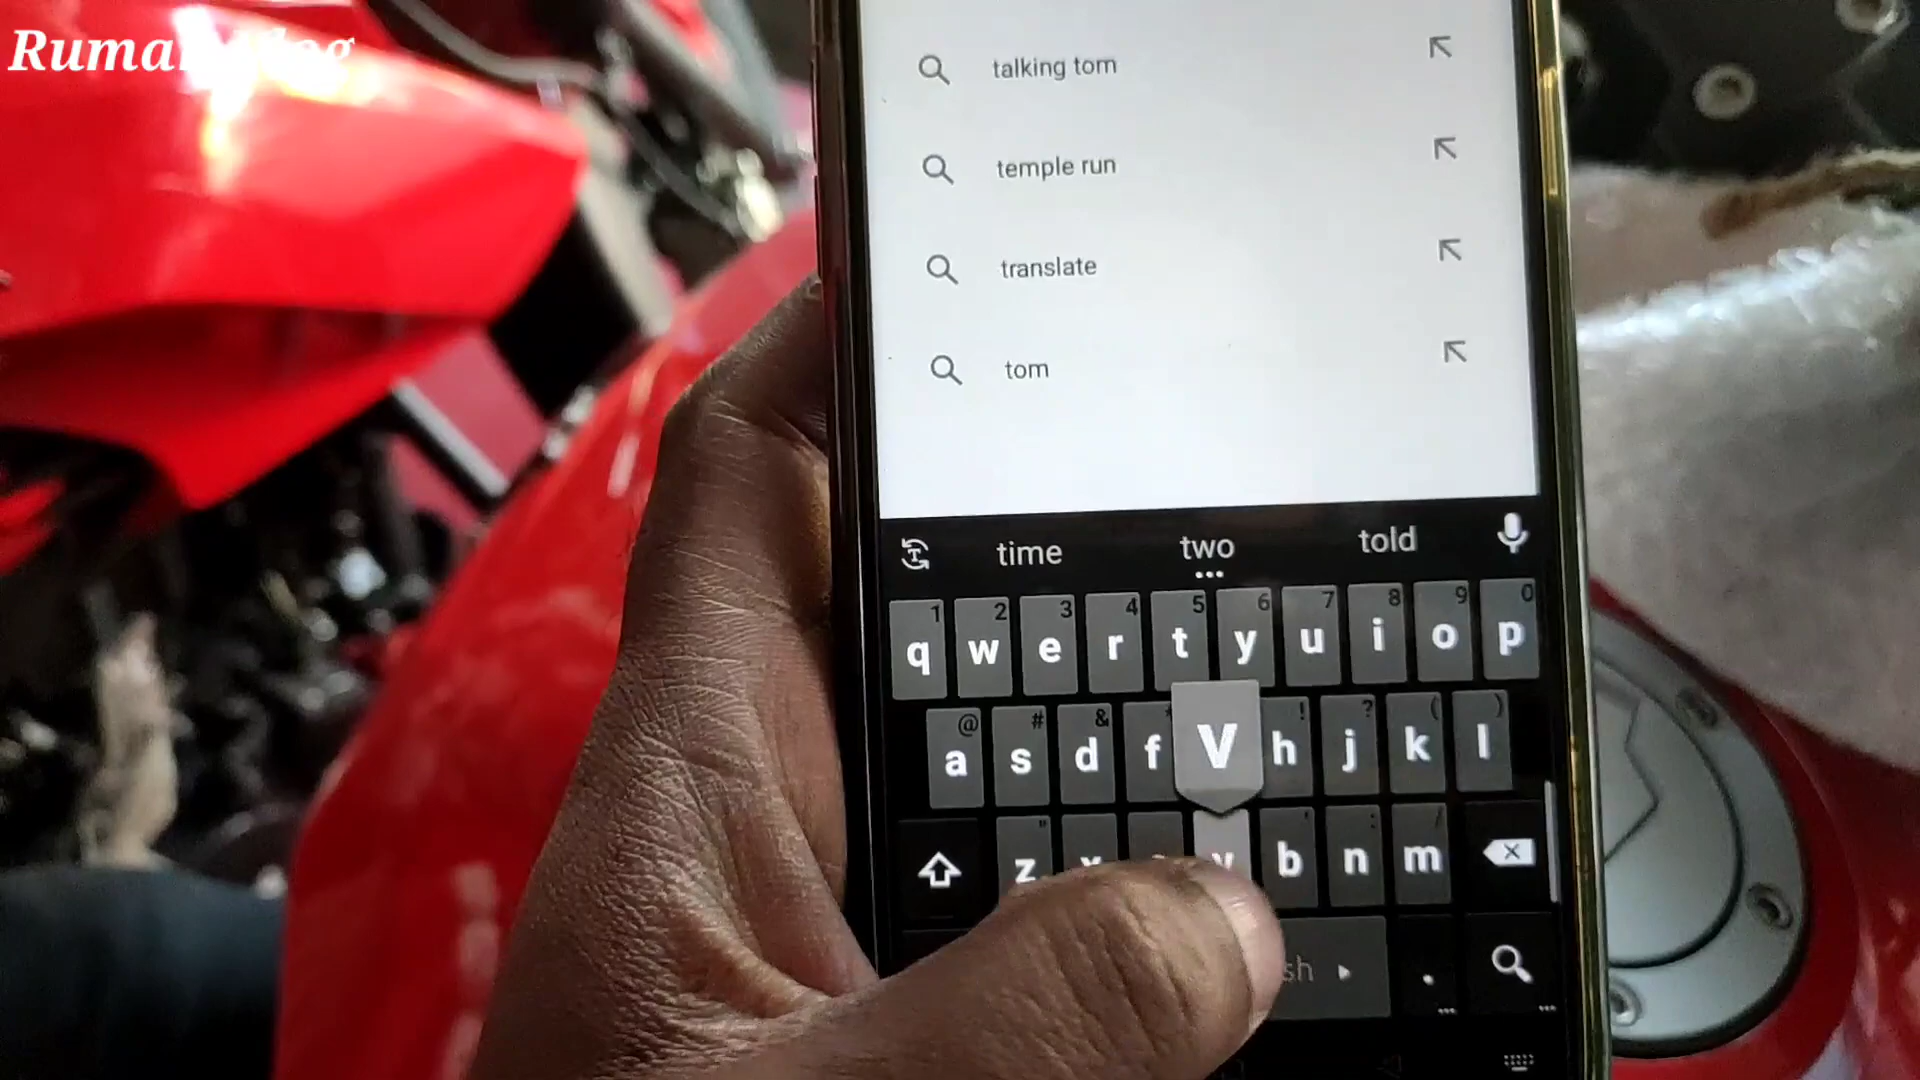 talking tom
temple run
translate
tom
time two told
1 2 3 4 5 6 7 8 9 0
q w e r t y u i o p
@ # & ! ? ( )
a s d f V h j k l
z v b n m
sh
.